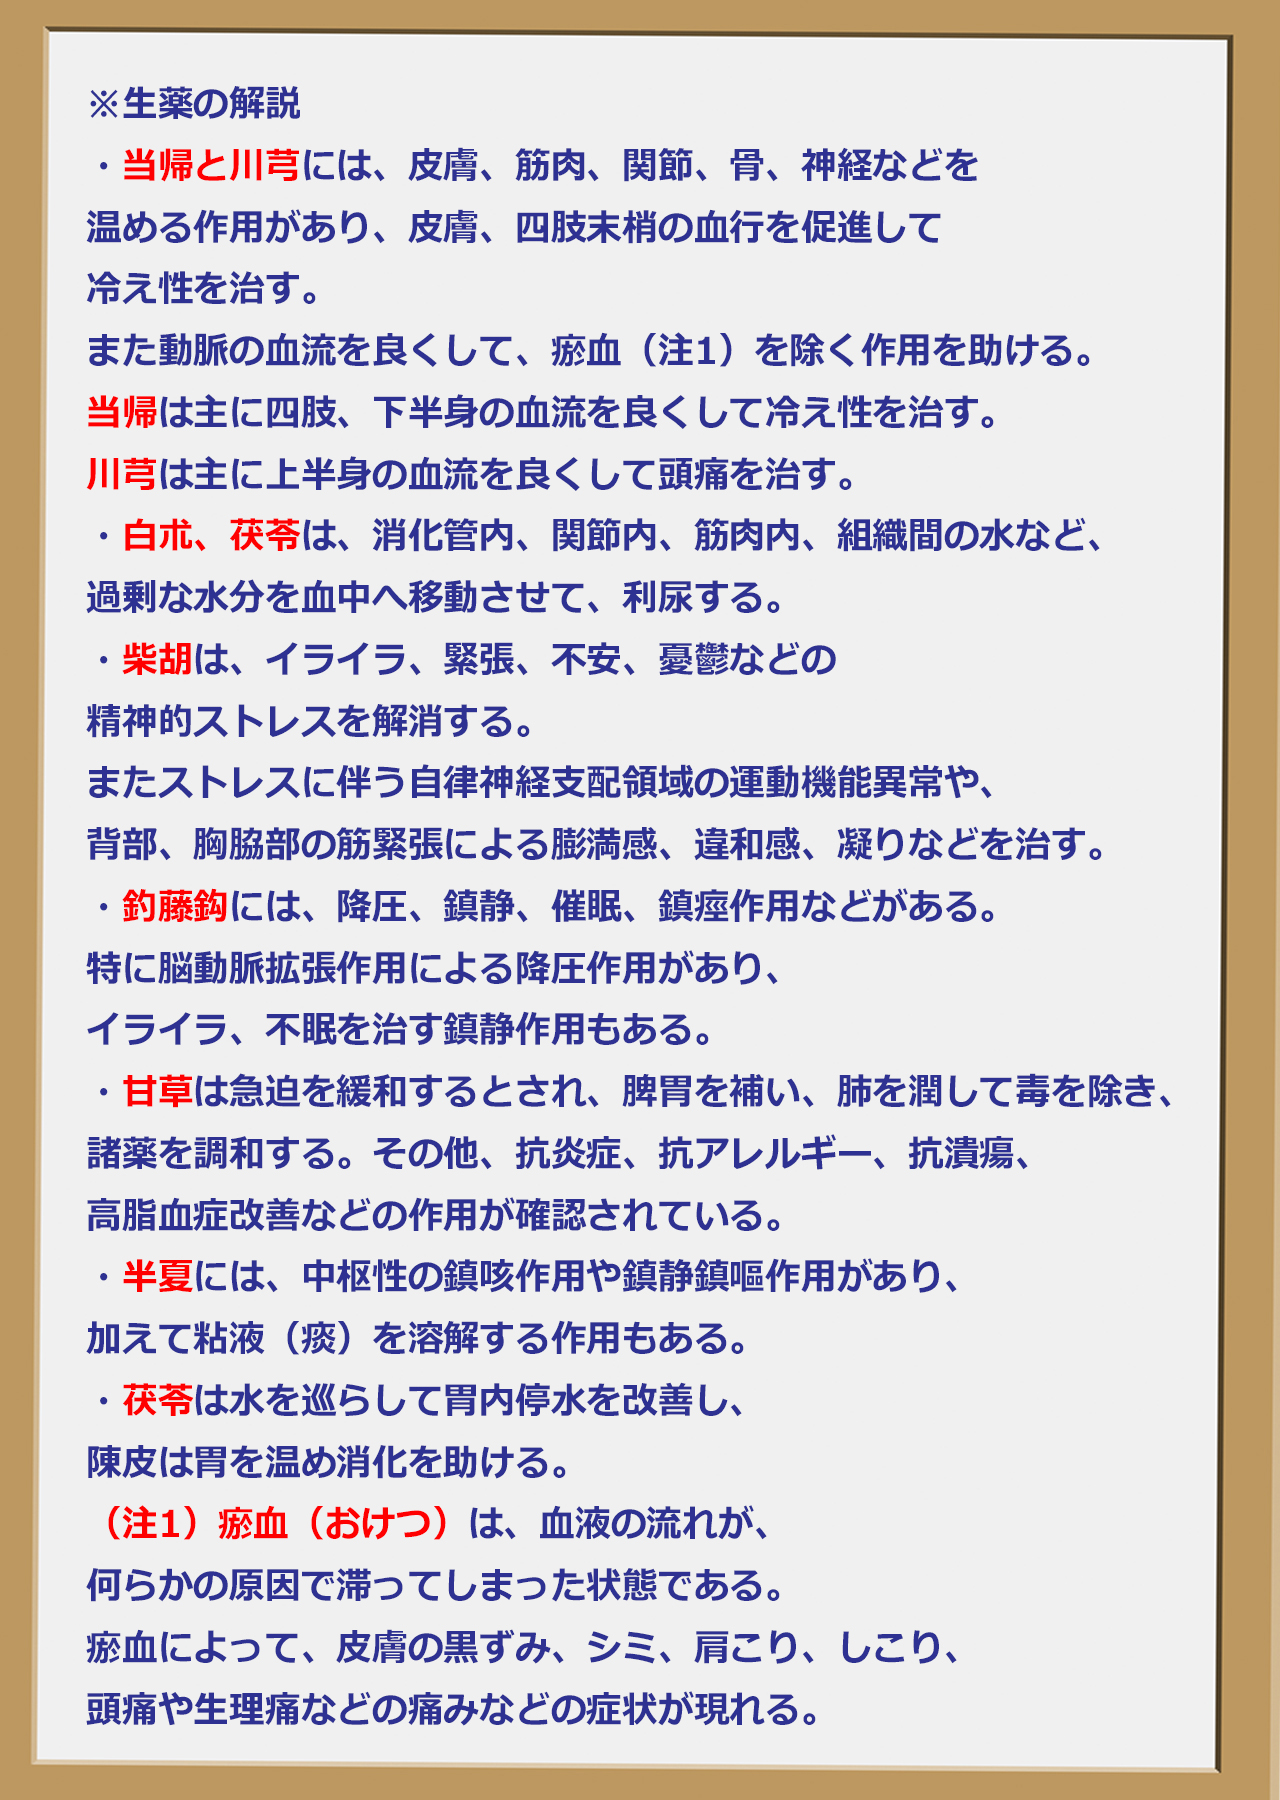 ※生薬の解説
・当帰と川芎には、皮膚、筋肉、関節、骨、神経などを
温める作用があり、皮膚、四肢末梢の血行を促進して
冷え性を治す。
また動脈の血流を良くして、瘀血（注1）を除く作用を助ける。
当帰は主に四肢、下半身の血流を良くして冷え性を治す。
川芎は主に上半身の血流を良くして頭痛を治す。
・白朮、茯苓は、消化管内、関節内、筋肉内、組織間の水など、
過剰な水分を血中へ移動させて、利尿する。
・柴胡は、イライラ、緊張、不安、憂鬱などの
精神的ストレスを解消する。
またストレスに伴う自律神経支配領域の運動機能異常や、
背部、胸脇部の筋緊張による膨満感、違和感、凝りなどを治す。
・釣藤鈎には、降圧、鎮静、催眠、鎮痙作用などがある。
特に脳動脈拡張作用による降圧作用があり、
イライラ、不眠を治す鎮静作用もある。
・甘草は急迫を緩和するとされ、脾胃を補い、肺を潤して毒を除き、
諸薬を調和する。その他、抗炎症、抗アレルギー、抗潰瘍、
高脂血症改善などの作用が確認されている。
・半夏には、中枢性の鎮咳作用や鎮静鎮嘔作用があり、
加えて粘液（痰）を溶解する作用もある。
・茯苓は水を巡らして胃内停水を改善し、
陳皮は胃を温め消化を助ける。
（注1）瘀血（おけつ）は、血液の流れが、
何らかの原因で滞ってしまった状態である。
瘀血によって、皮膚の黒ずみ、シミ、肩こり、しこり、
頭痛や生理痛などの痛みなどの症状が現れる。